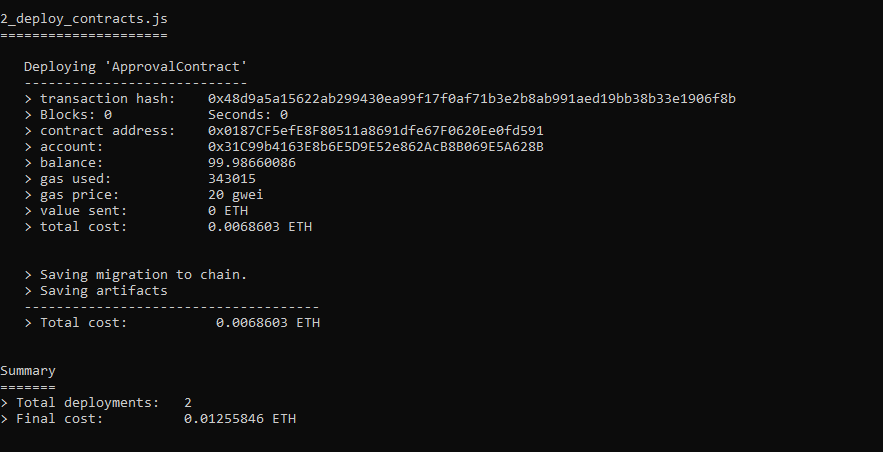 2_deploy_contracts.js
=====================
Deploying 'ApprovalContract'
----------------------------
> transaction hash:    0x48d9a5a15622ab299430ea99f17f0af71b3e2b8ab991aed19bb38b33e1906f8b
> Blocks: 0            Seconds: 0
> contract address:    0x0187CF5efE8F80511a8691dfe67F0620Ee0fd591
> account:             0x31C99b4163E8b6E5D9E52e862AcB8B069E5A628B
> balance:             99.98660086
> gas used:            343015
> gas price:           20 gwei
> value sent:          0 ETH
> total cost:          0.0068603 ETH
> Saving migration to chain.
> Saving artifacts
-------------------------------------
> Total cost:           0.0068603 ETH
Summary
=======
> Total deployments:   2
> Final cost:          0.01255846 ETH